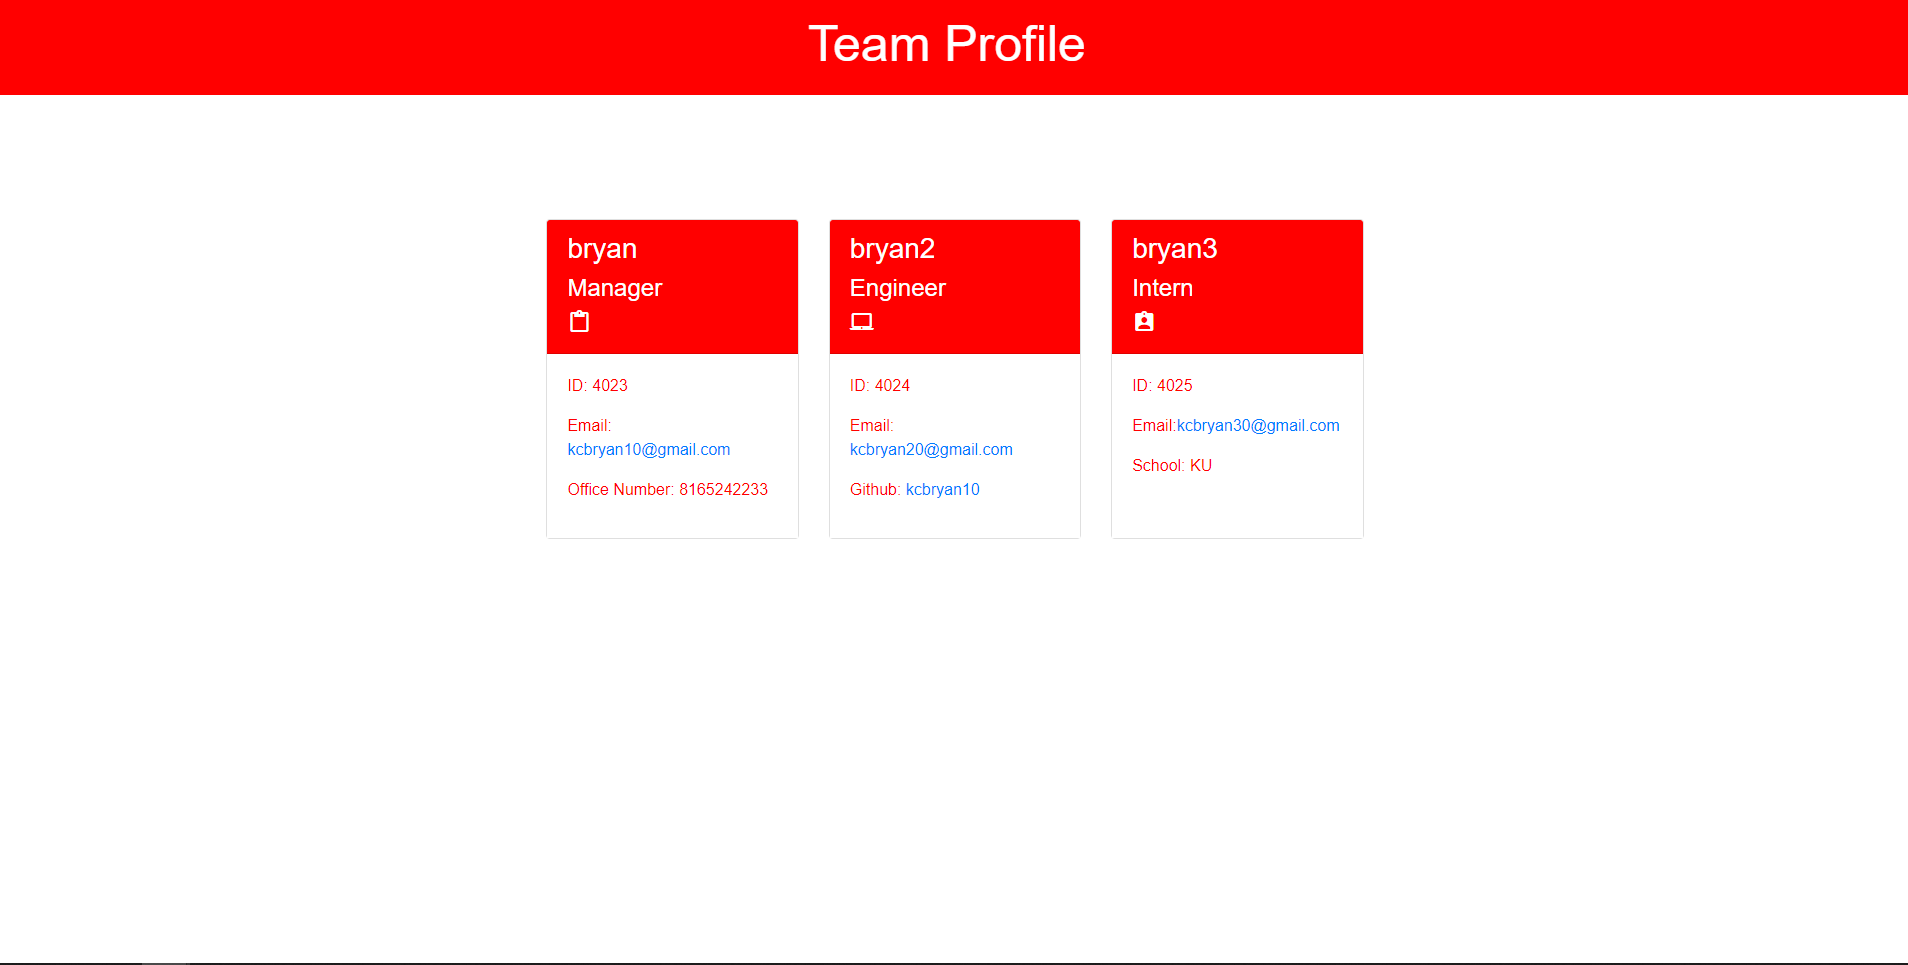 Team Profile
bryan
Manager
ID: 4023
Email:
kcbryan10@gmail.com
Office Number: 8165242233
bryan2
Engineer
ID: 4024
Email:
kcbryan20@gmail.com
Github: kcbryan10
bryan3
Intern
ID: 4025
Email:kcbryan30@gmail.com
School: KU